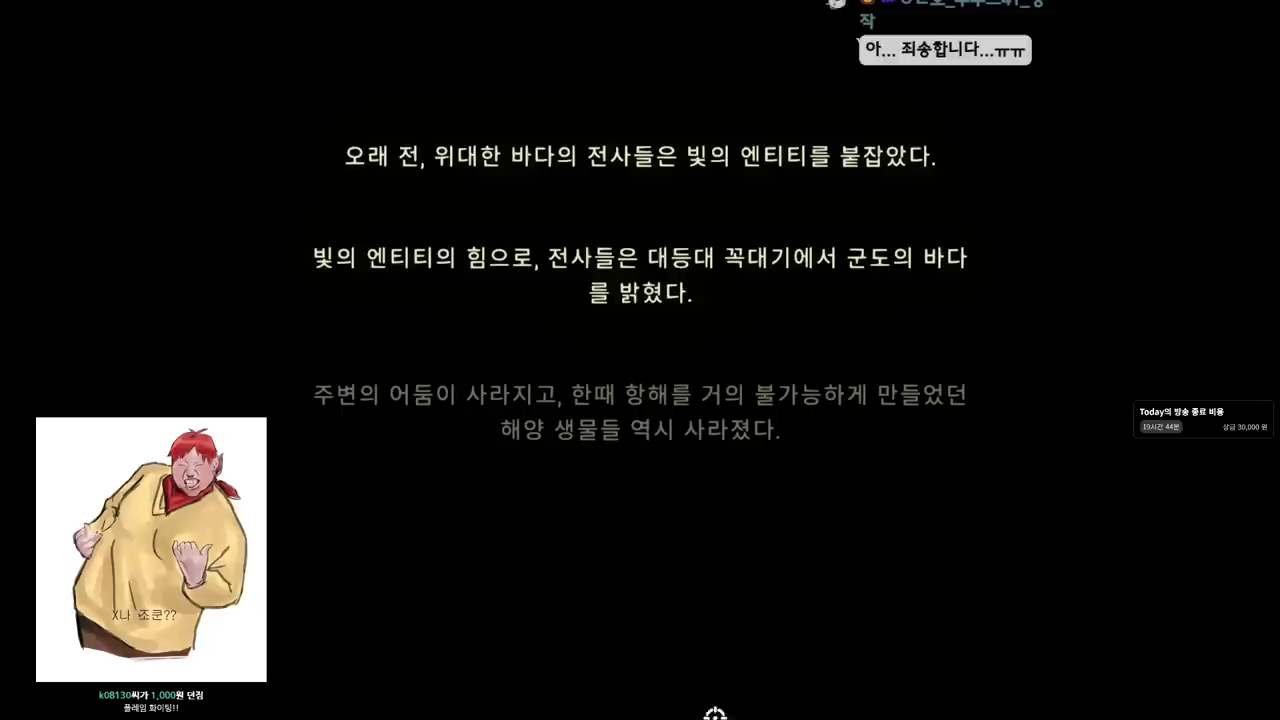 작
아... 죄송합니다...ㅠㅠ
오래 전, 위대한 바다의 전사들은 빛의 엔티티를 붙잡았다.
빛의 엔티티의 힘으로, 전사들은 대등대 꼭대기에서 군도의 바다
를 밝혔다.
주변의 어둠이 사라지고, 한때 항해를 거의 불가능하게 만들었던
해양 생물들 역시 사라졌다.
Today의 방송 종료 비용
19시간 44분 상금 30,000 원
X나 조쿤??
k08130씨가 1,000원 던짐
플레임 화이팅!!